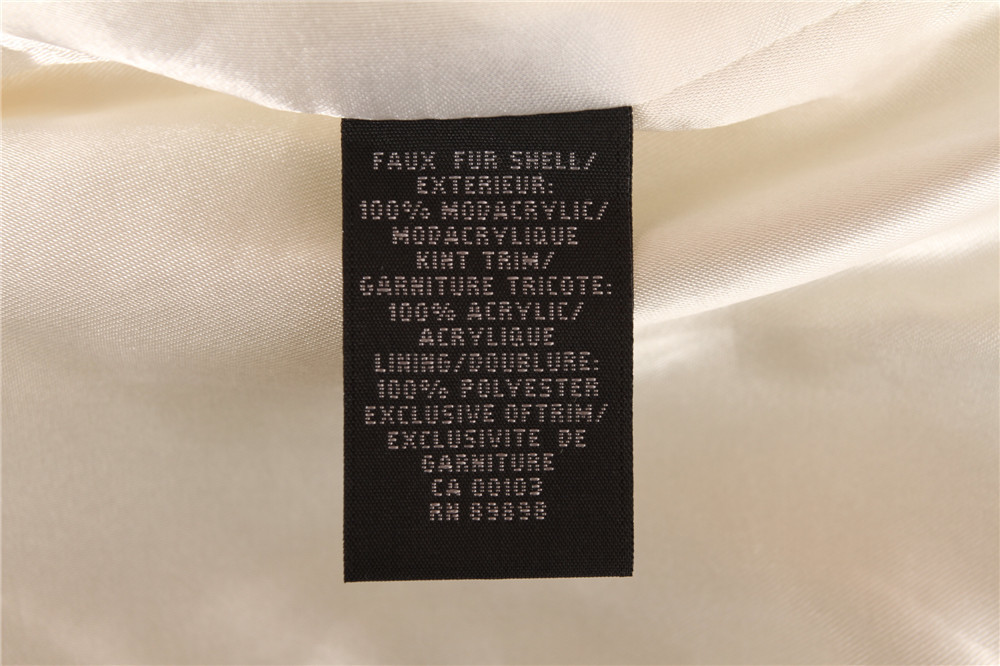 FAUX FUR SHELL/
EXTERIEUR:
100% MODACRYLIC/
MODACRYLIQUE
KINT TRIM/
GARNITURE TRICOTE:
100% ACRYLIC/
ACRYLIQUE
LINING/DOUBLURE:
100% POLYESTER
EXCLUSIVE OFTRIM/
EXCLUSIVITE DE
GARNITURE
CA 00103
RN 89898